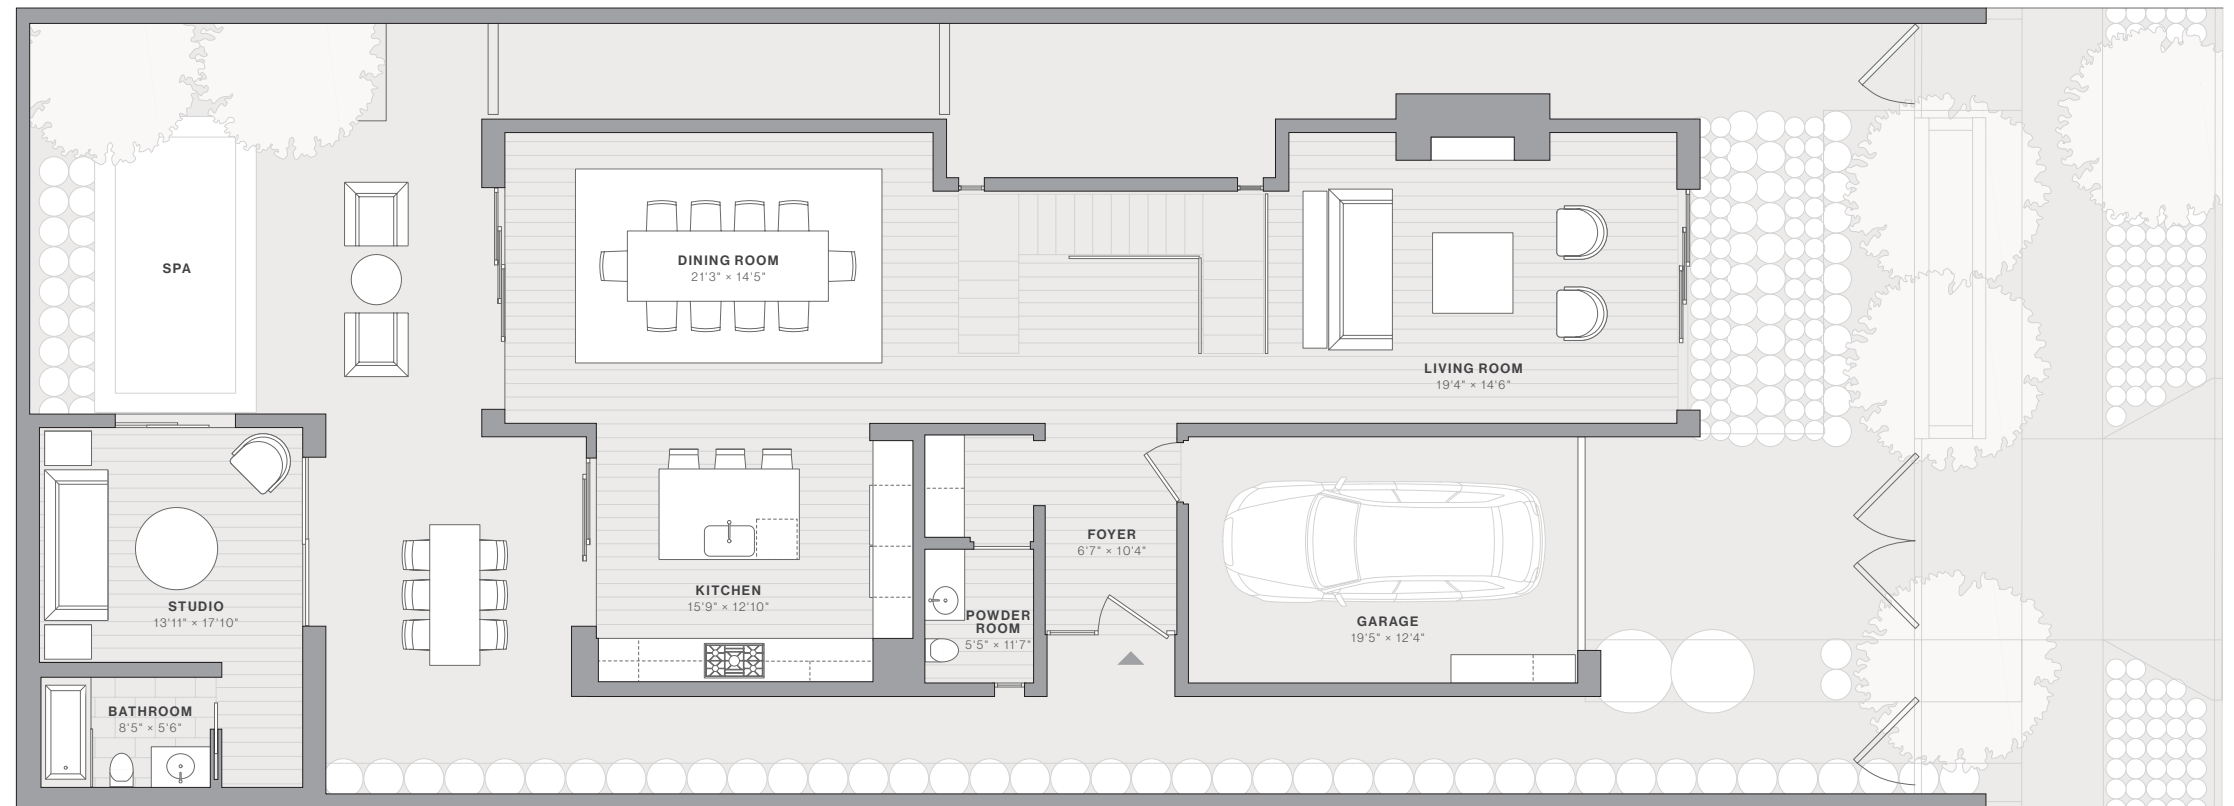 SPA
DINING ROOM
21'3" × 14'5"
LIVING ROOM
19'4" × 14'6"
STUDIO
13'11" × 17'10"
KITCHEN
15'9" × 12'10"
FOYER
6'7" × 10'4"
POWDER
ROOM
5'5" × 11'7"
GARAGE
19'5" × 12'4"
BATHROOM
8'5" × 5'6"